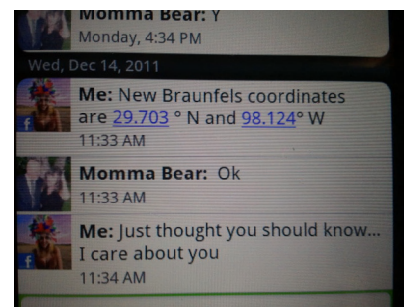 Momma Bear: Y
Monday, 4:34 PM
Wed, Dec 14, 2011
Me: New Braunfels coordinates
are 29.703 ° N and 98.124° W
11:33 AM
Momma Bear: Ok
11:33 AM
Me: Just thought you should know...
I care about you
11:34 AM